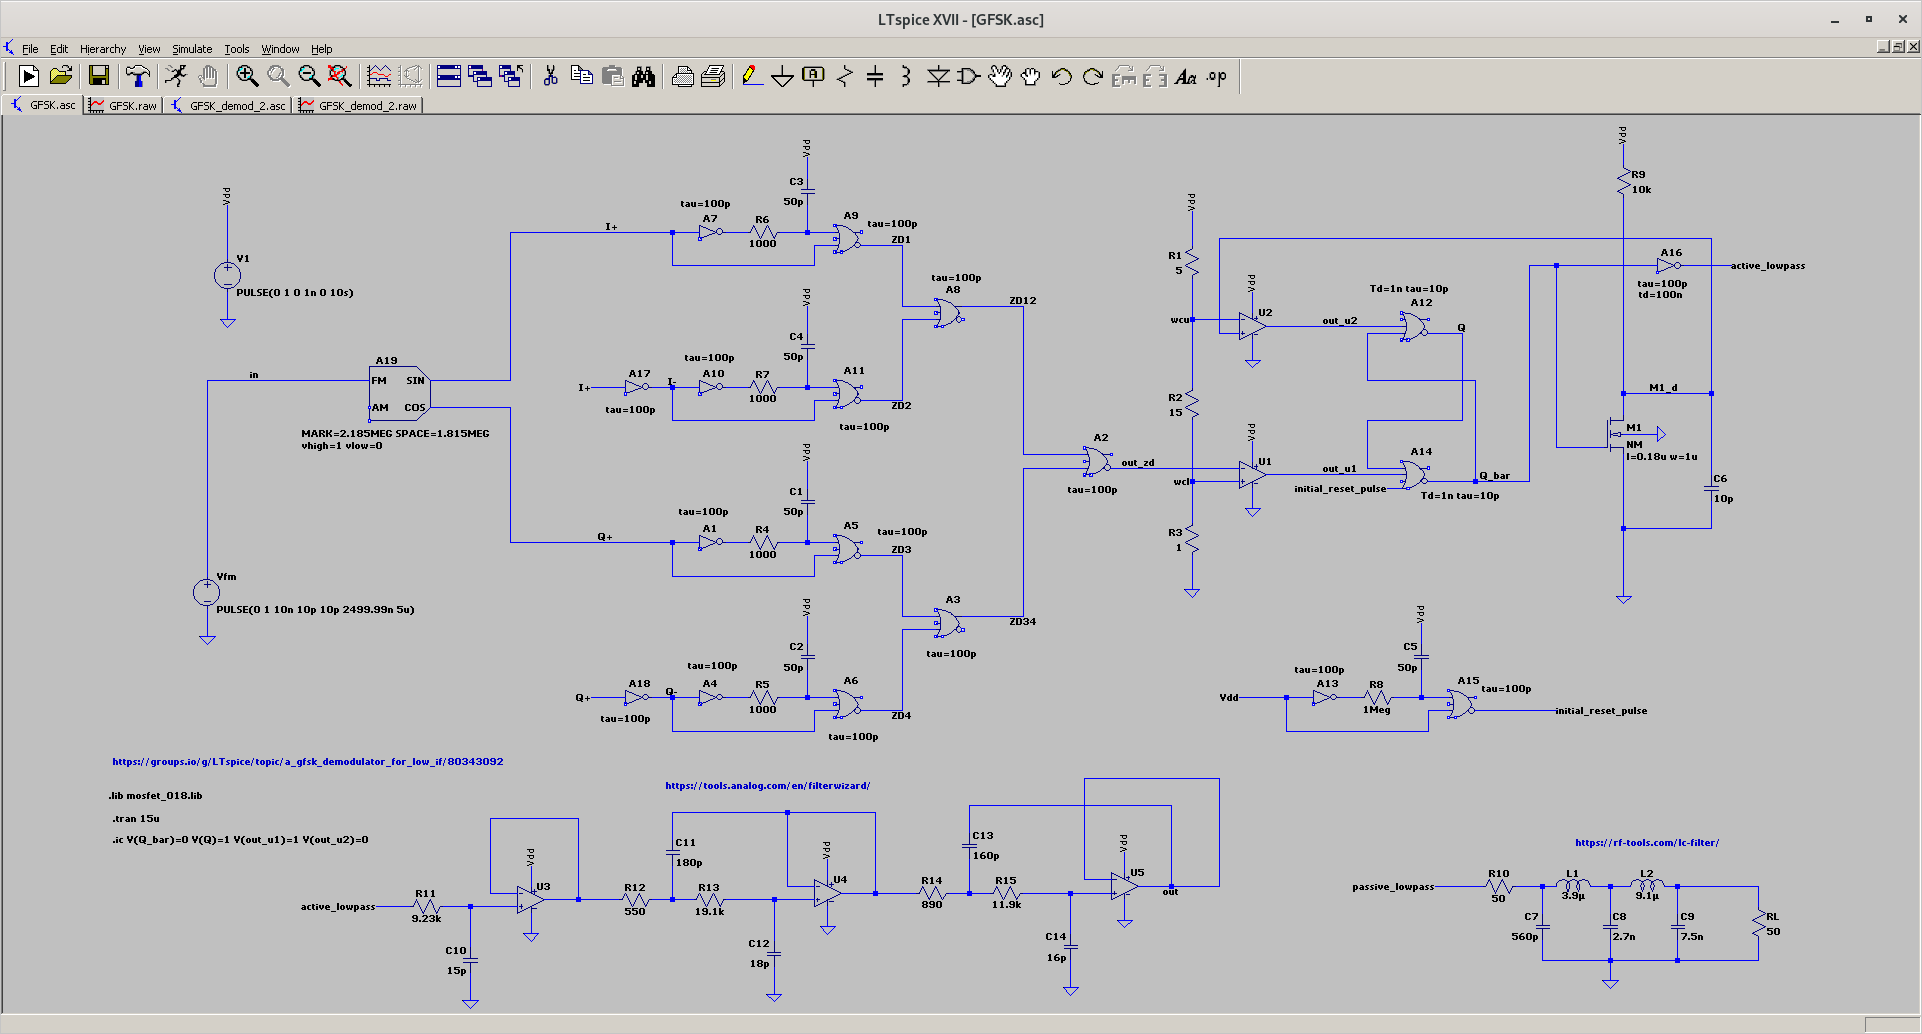 LTspice XVII - [GFSK.asc]
File Edit Hierarchy View Simulate Tools Window Help
GFSK.asc GFSK.raw GFSK_demod_2.asc GFSK_demod_2.raw
Vdd
V1
PULSE(0 1 0 1n 0 10s)
in
A19
FM SIN
AM COS
MARK=2.185MEG SPACE=1.815MEG
vhigh=1 vlow=0
Vfm
PULSE(0 1 10n 10p 10p 2499.99n 5u)
I+
tau=100p
A7
R6
1000
Vdd
C3
50p
A9
tau=100p
ZD1
I+
A17
tau=100p
I-
tau=100p
A10
R7
1000
Vdd
C4
50p
A11
tau=100p
ZD2
tau=100p
A8
ZD12
Q+
tau=100p
A1
R4
1000
Vdd
C1
50p
A5
tau=100p
ZD3
Q+
A18
tau=100p
Q-
tau=100p
A4
R5
1000
Vdd
C2
50p
A6
tau=100p
ZD4
A3
tau=100p
ZD34
A2
tau=100p
out_zd
Vdd
R1
5
wcu
R2
15
wcl
R3
1
Vdd
U2
out_u2
Vdd
U1
out_u1
initial_reset_pulse
Td=1n tau=10p
A12
Q
A14
Td=1n tau=10p
Q_bar
Vdd
R9
10k
A16
tau=100p
td=100n
active_lowpass
M1_d
M1
NM
l=0.18u w=1u
C6
10p
Vdd
tau=100p
A13
R8
1Meg
Vdd
C5
50p
A15
tau=100p
initial_reset_pulse
https://groups.io/g/LTspice/topic/a_gfsk_demodulator_for_low_if/80343092
.lib mosfet_018.lib
.tran 15u
.ic V(Q_bar)=0 V(Q)=1 V(out_u1)=1 V(out_u2)=0
https://tools.analog.com/en/filterwizard/
active_lowpass
R11
9.23k
C10
15p
Vdd
U3
R12
550
C11
180p
R13
19.1k
C12
18p
Vdd
U4
R14
890
C13
160p
R15
11.9k
C14
16p
Vdd
U5
out
https://rf-tools.com/lc-filter/
passive_lowpass
R10
50
L1
3.9µ
L2
9.1µ
C7
560p
C8
2.7n
C9
7.5n
RL
50